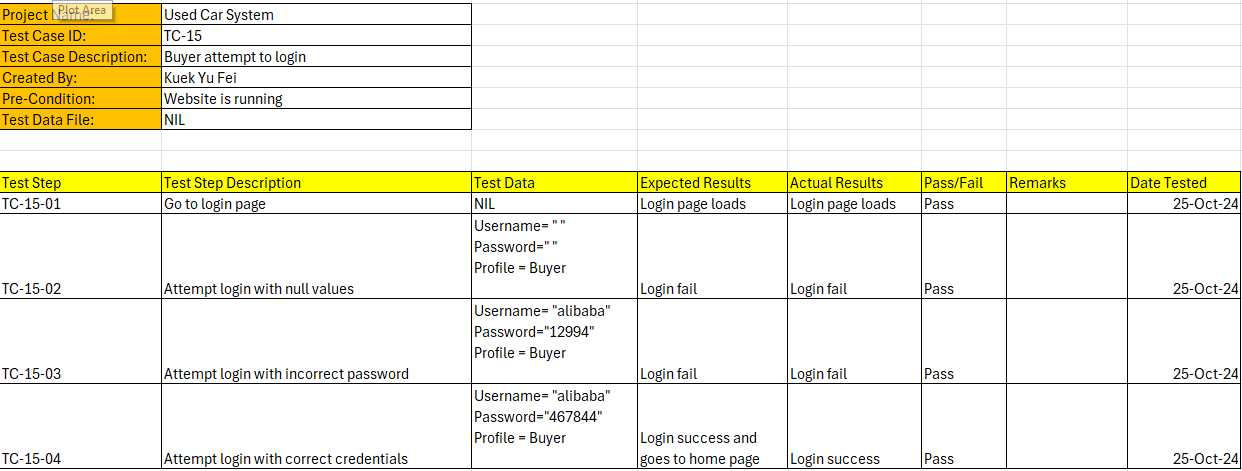 Project Name: Used Car System
Plot Area
Test Case ID: TC-15
Test Case Description: Buyer attempt to login
Created By: Kuek Yu Fei
Pre-Condition: Website is running
Test Data File: NIL
Test Step Test Step Description Test Data Expected Results Actual Results Pass/Fail Remarks Date Tested
TC-15-01 Go to login page NIL Login page loads Login page loads Pass 25-Oct-24
Username= " "
Password=" "
Profile = Buyer
TC-15-02 Attempt login with null values Login fail Login fail Pass 25-Oct-24
Username= "alibaba"
Password="12994"
Profile = Buyer
TC-15-03 Attempt login with incorrect password Login fail Login fail Pass 25-Oct-24
Username= "alibaba"
Password="467844"
Profile = Buyer Login success and
TC-15-04 Attempt login with correct credentials goes to home page Login success Pass 25-Oct-24